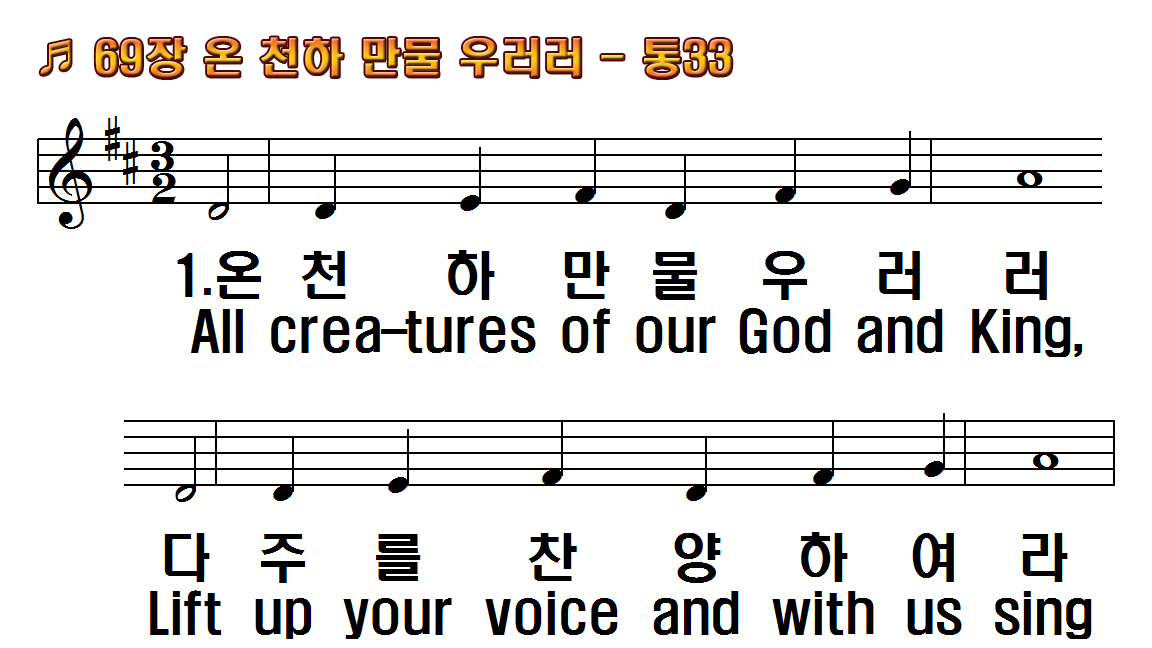 ♬ 69장 온 천하 만물 우러러 - 통33
3
2
1.온 천 하 만 물 우 러 러
All crea-tures of our God and King,
다 주 를 찬 양 하 여 라
Lift up your voice and with us sing